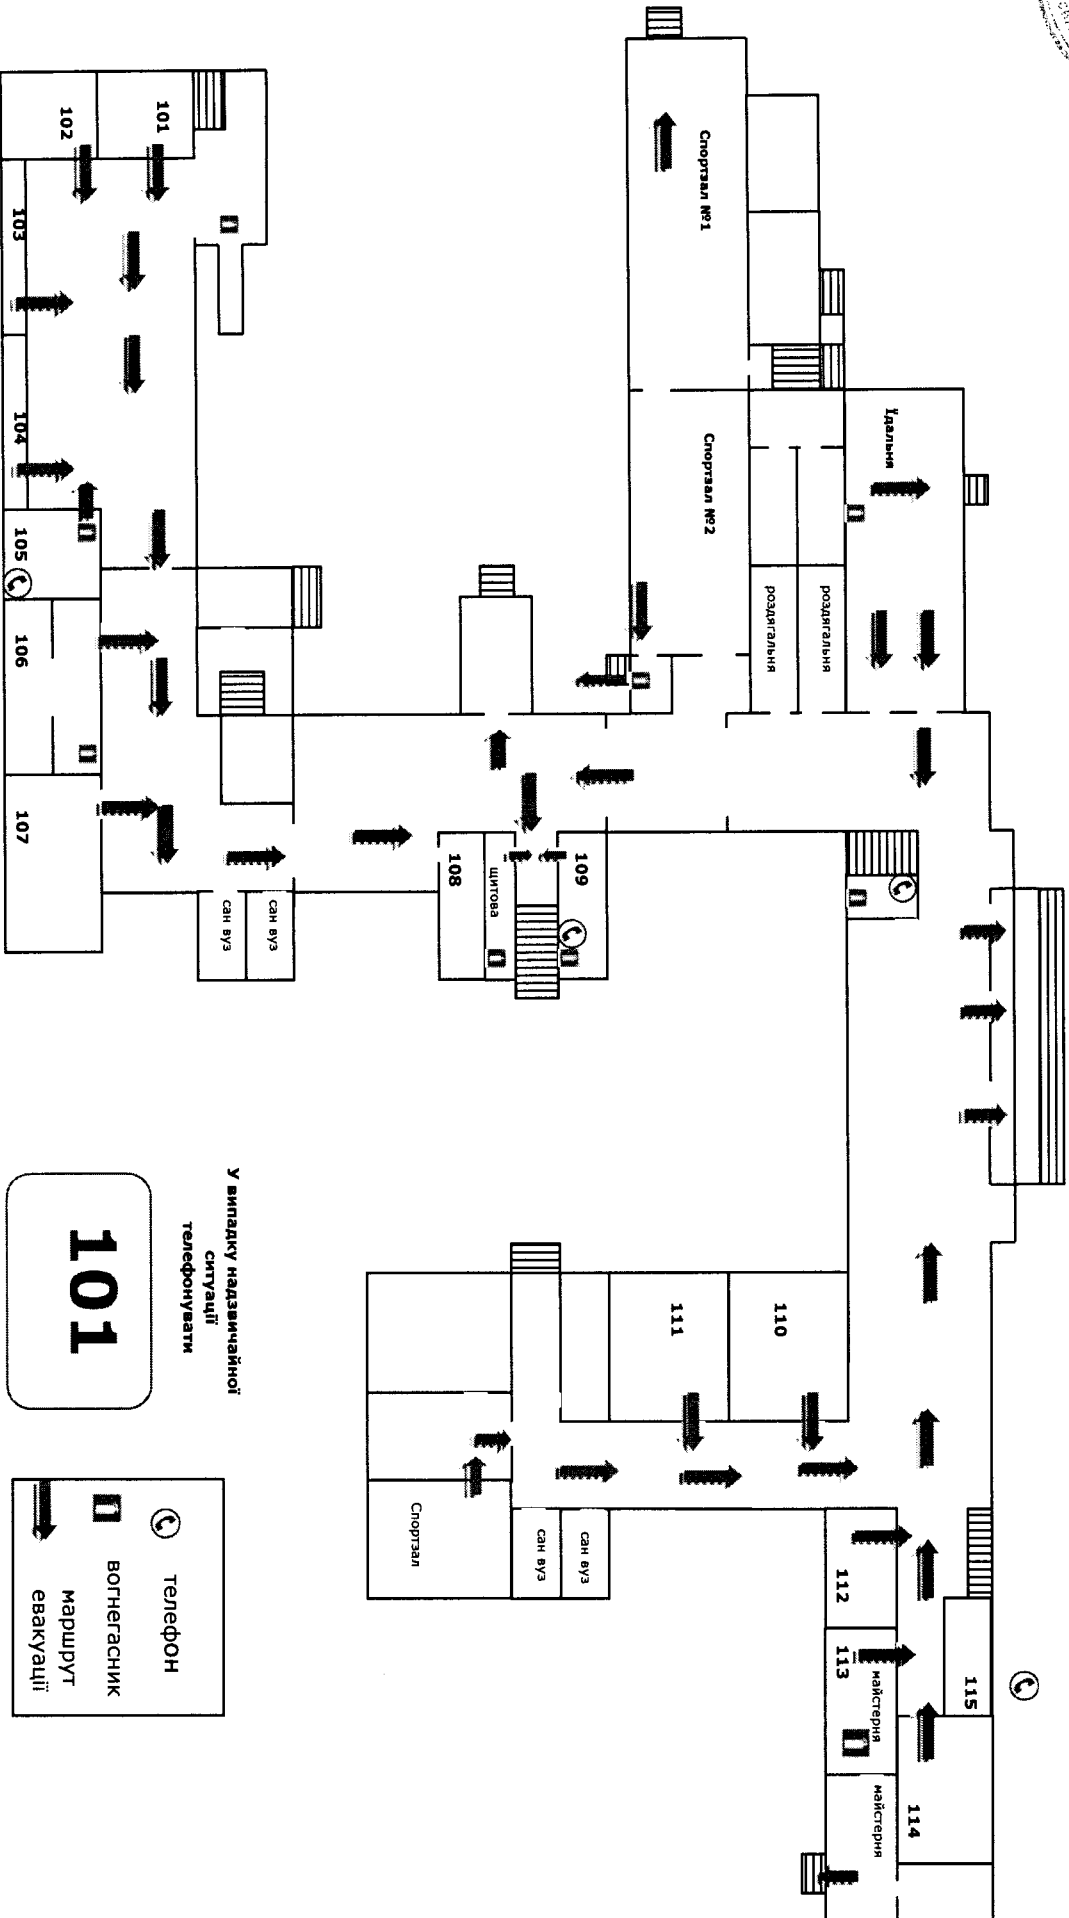 Спортзал №1
Спортзал №2
Їдальня
роздягальня
роздягальня
101
102
103
104
105
106
107
сан вуз
сан вуз
108
щитова
109
110
111
Спортзал
сан вуз
сан вуз
112
113
майстерня
майстерня
114
115
У випадку надзвичайної
ситуації
телефонувати
101
телефон
вогнегасник
маршрут
евакуації